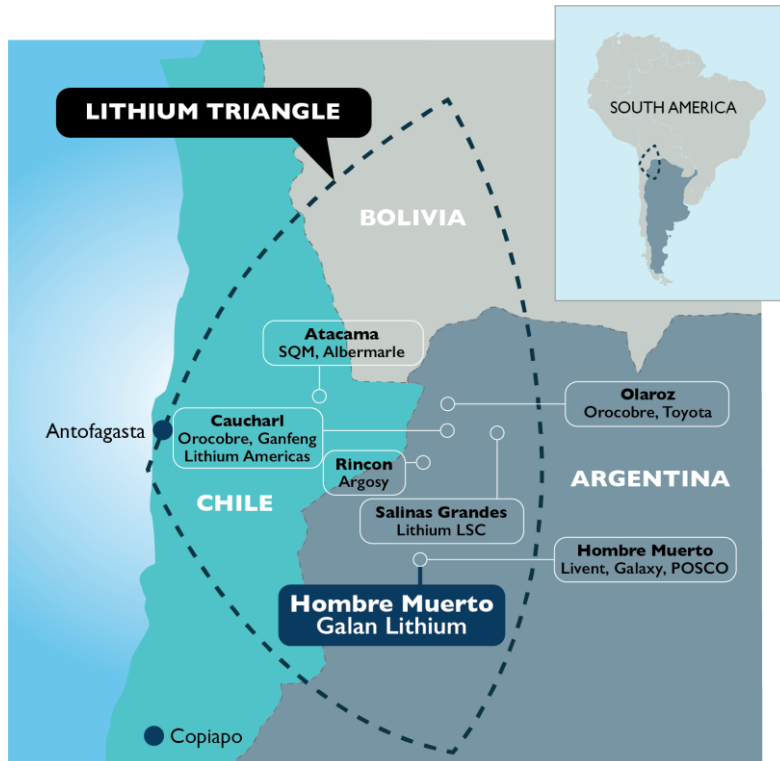 SOUTH AMERICA
LITHIUM TRIANGLE
BOLIVIA
Atacama
SQM, Albermarle
Olaroz
Orocobre, Toyota
Antofagasta
Caucharl
Orocobre, Ganfeng
Lithium Americas
Rincon
Argosy
ARGENTINA
CHILE
Salinas Grandes
Lithium LSC
Hombre Muerto
Livent, Galaxy, POSCO
Hombre Muerto
Galan Lithium
Copiapo